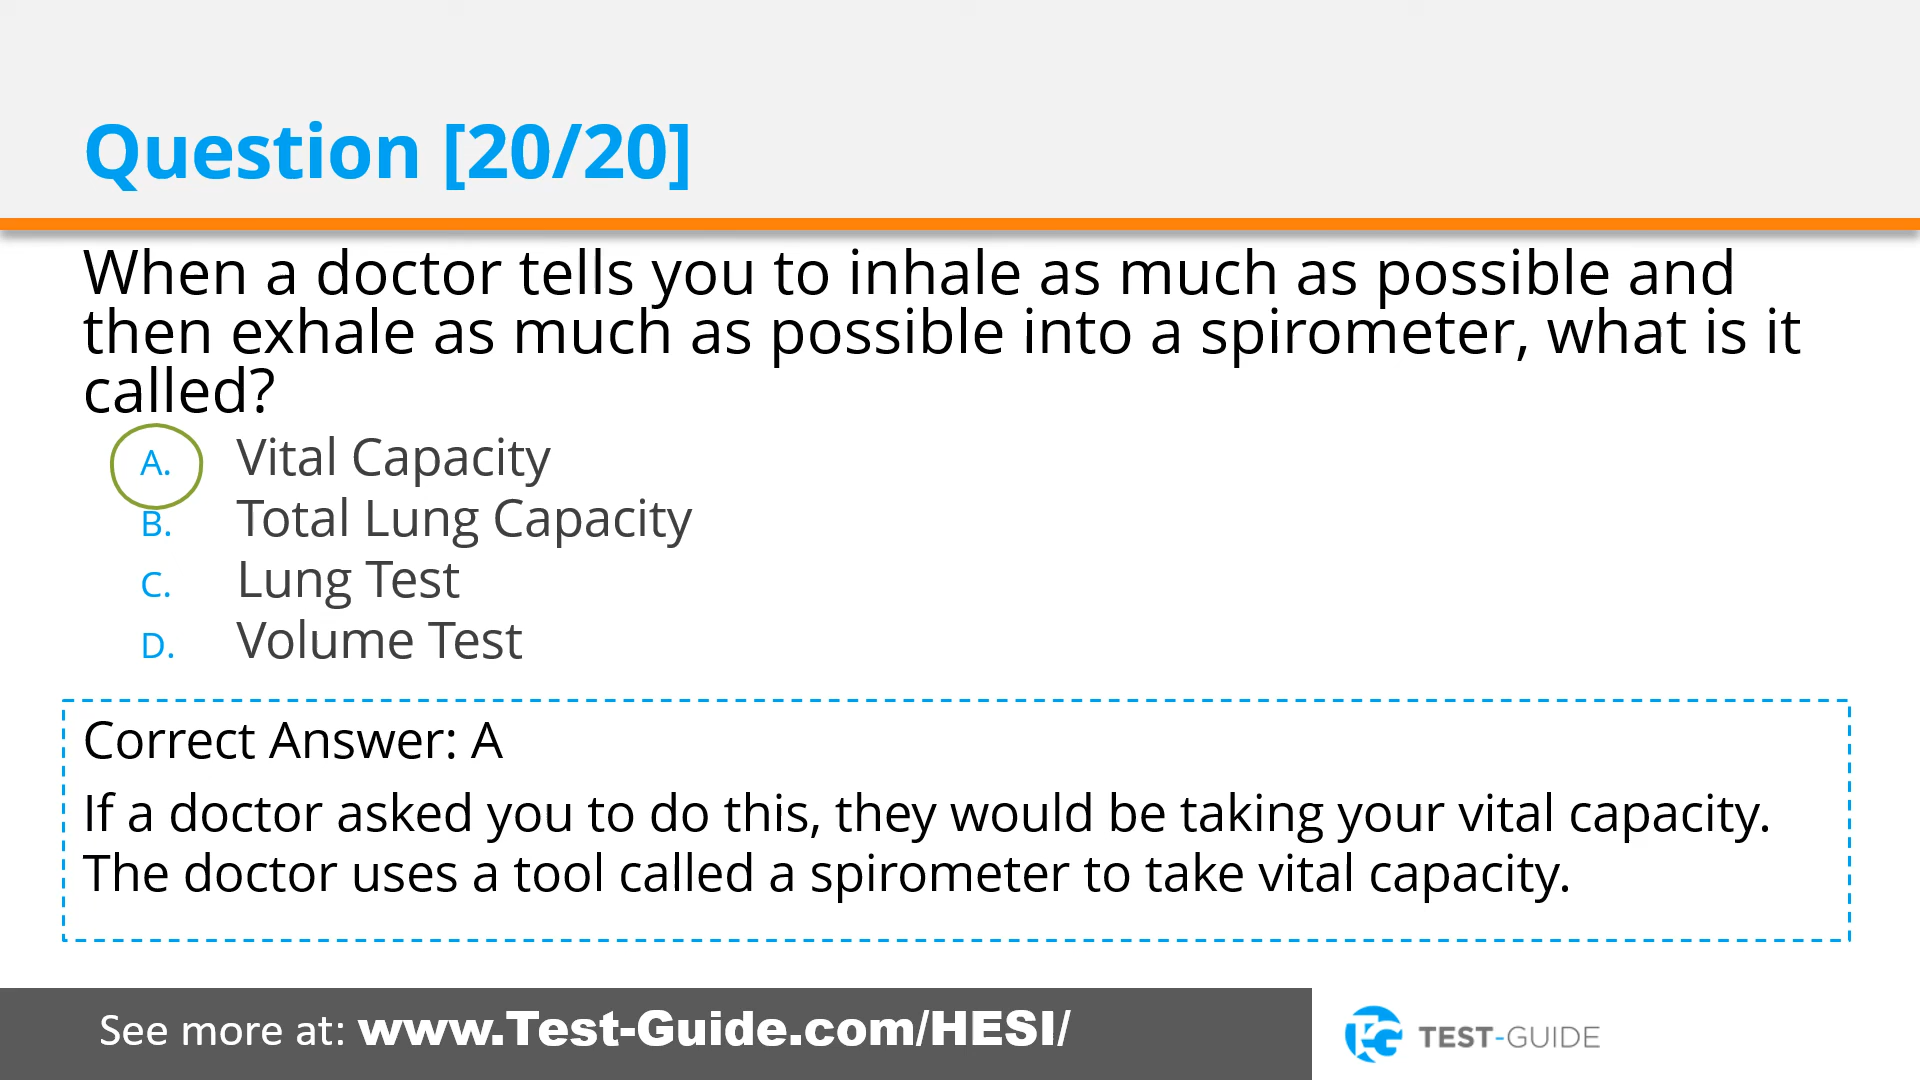 Question [20/20]
When a doctor tells you to inhale as much as possible and
then exhale as much as possible into a spirometer, what is it
called?
A. Vital Capacity
B. Total Lung Capacity
C. Lung Test
D. Volume Test
Correct Answer: A
If a doctor asked you to do this, they would be taking your vital capacity.
The doctor uses a tool called a spirometer to take vital capacity.
See more at: www.Test-Guide.com/HESI/
TG TEST-GUIDE